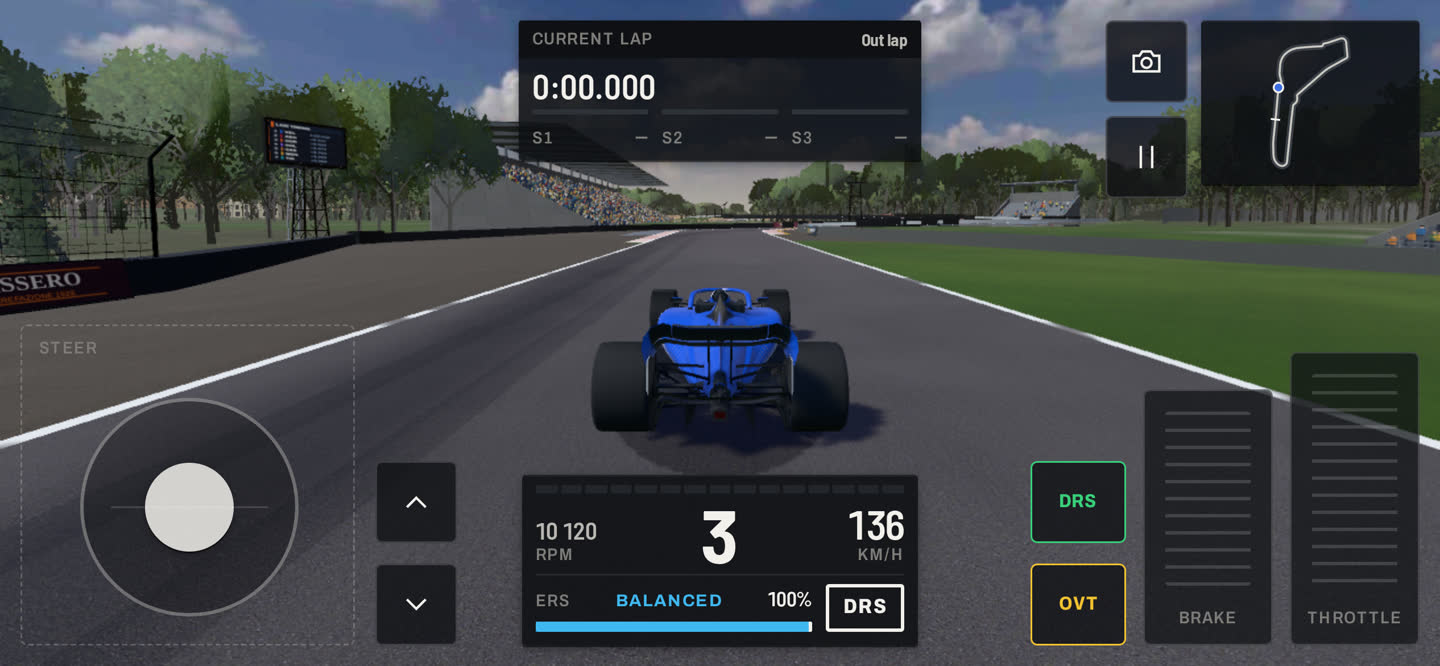 CURRENT LAP
Out lap
0:00.000
S1 – S2 – S3 –
SSERO
STEER
10 120
RPM
3
136
KM/H
ERS
BALANCED
100%
DRS
DRS
OVT
BRAKE
THROTTLE